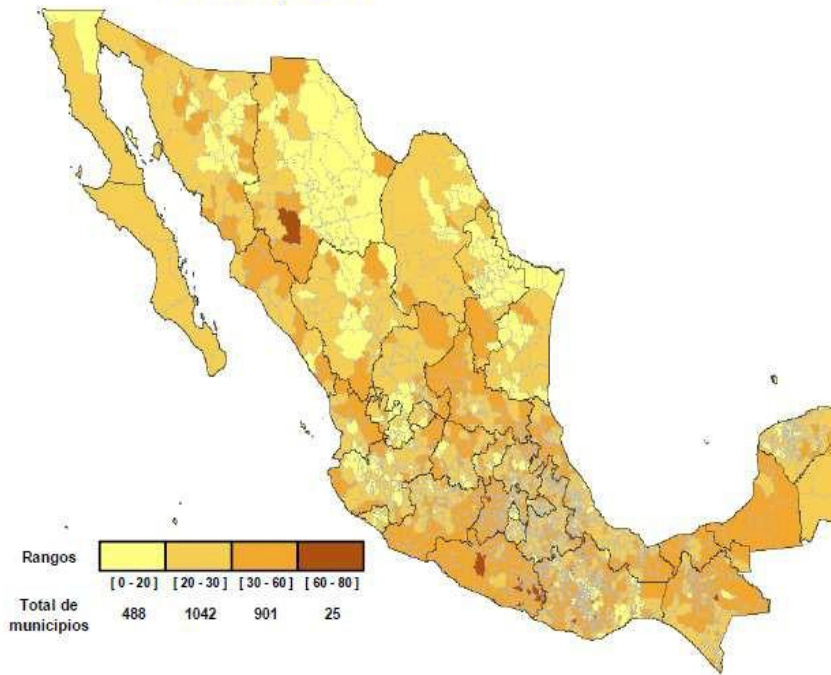 Rangos
[ 0 - 20 ] [ 20 - 30 ] [ 30 - 60 ] [ 60 - 80 ]
Total de municipios 488 1042 901 25